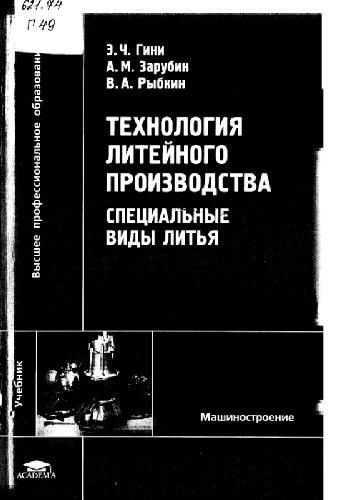 621.74
Г 49
Э. Ч. Гини
А. М. Зарубин
В. А. Рыбкин
ТЕХНОЛОГИЯ
ЛИТЕЙНОГО
ПРОИЗВОДСТВА
СПЕЦИАЛЬНЫЕ
ВИДЫ ЛИТЬЯ
Высшее профессиональное образование
Учебник
Машиностроение
ACADEMA